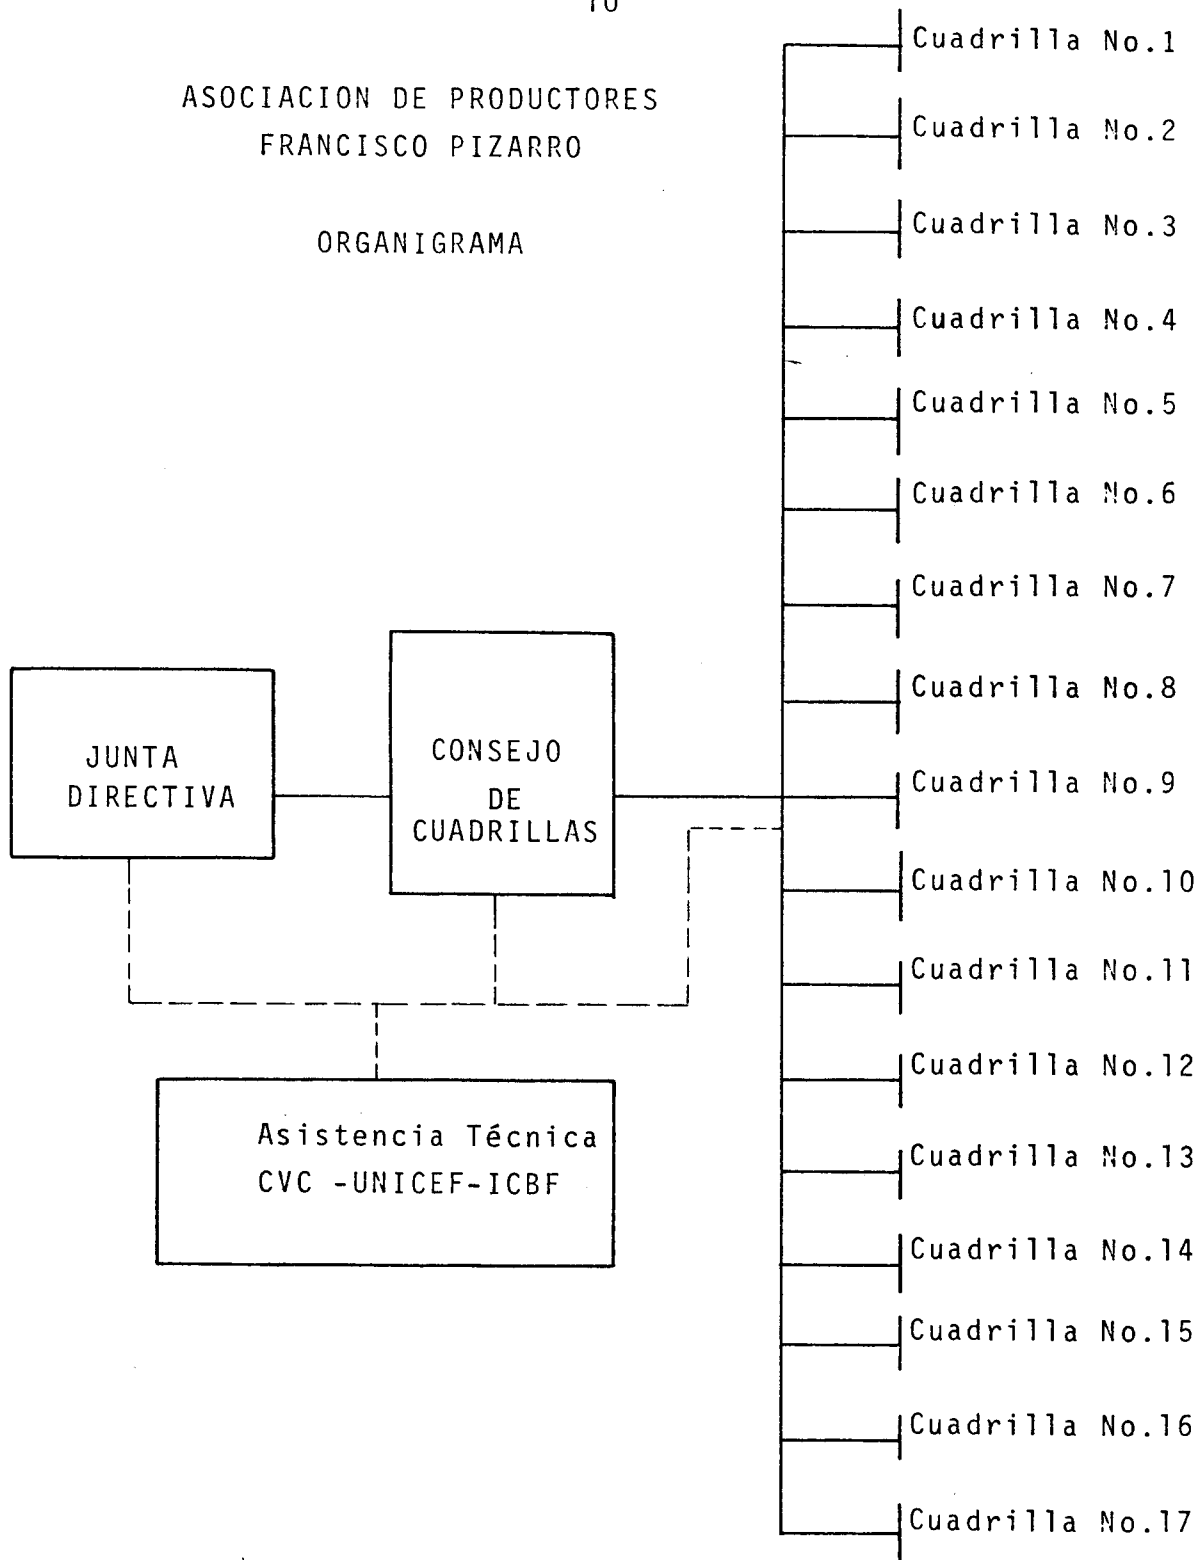 10
ASOCIACION DE PRODUCTORES
FRANCISCO PIZARRO
ORGANIGRAMA
JUNTA
DIRECTIVA
CONSEJO
DE
CUADRILLAS
Asistencia Técnica
CVC -UNICEF-ICBF
Cuadrilla No.1
Cuadrilla No.2
Cuadrilla No.3
Cuadrilla No.4
Cuadrilla No.5
Cuadrilla No.6
Cuadrilla No.7
Cuadrilla No.8
Cuadrilla No.9
Cuadrilla No.10
Cuadrilla No.11
Cuadrilla No.12
Cuadrilla No.13
Cuadrilla No.14
Cuadrilla No.15
Cuadrilla No.16
Cuadrilla No.17